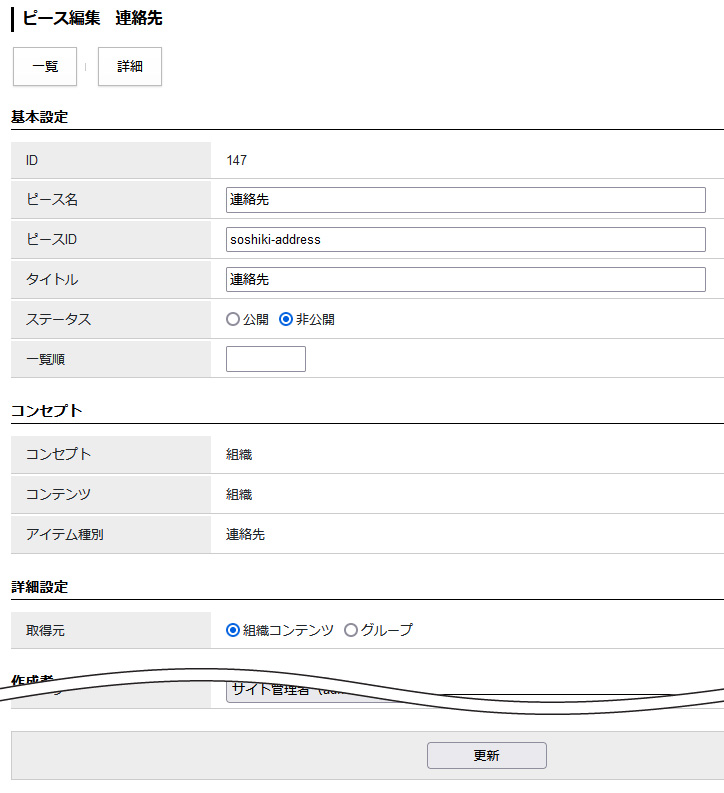 ピース編集　連絡先
一覧 | 詳細
基本設定
ID 147
ピース名 連絡先
ピースID soshiki-address
タイトル 連絡先
ステータス 公開 非公開
一覧順
コンセプト
コンセプト 組織
コンテンツ 組織
アイテム種別 連絡先
詳細設定
取得元 組織コンテンツ グループ
作成者
サイト管理者
更新